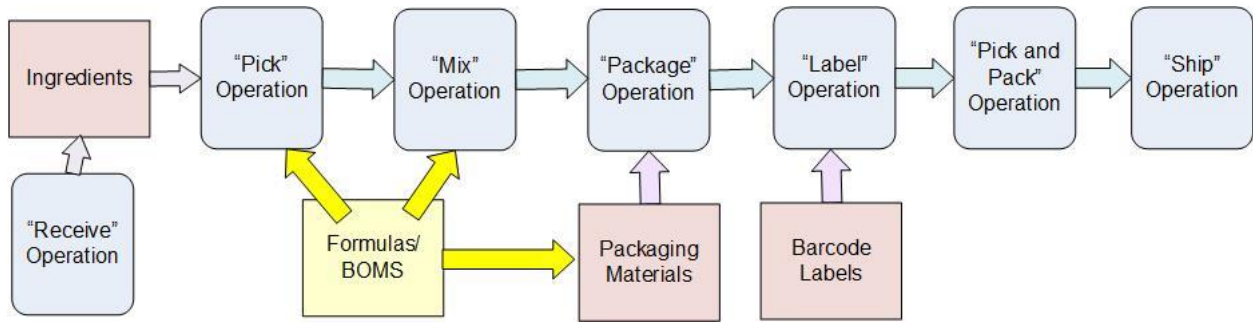 Ingredients
“Pick”
Operation
“Mix”
Operation
“Package”
Operation
“Label”
Operation
“Pick and
Pack”
Operation
“Ship”
Operation
“Receive”
Operation
Formulas/
BOMS
Packaging
Materials
Barcode
Labels